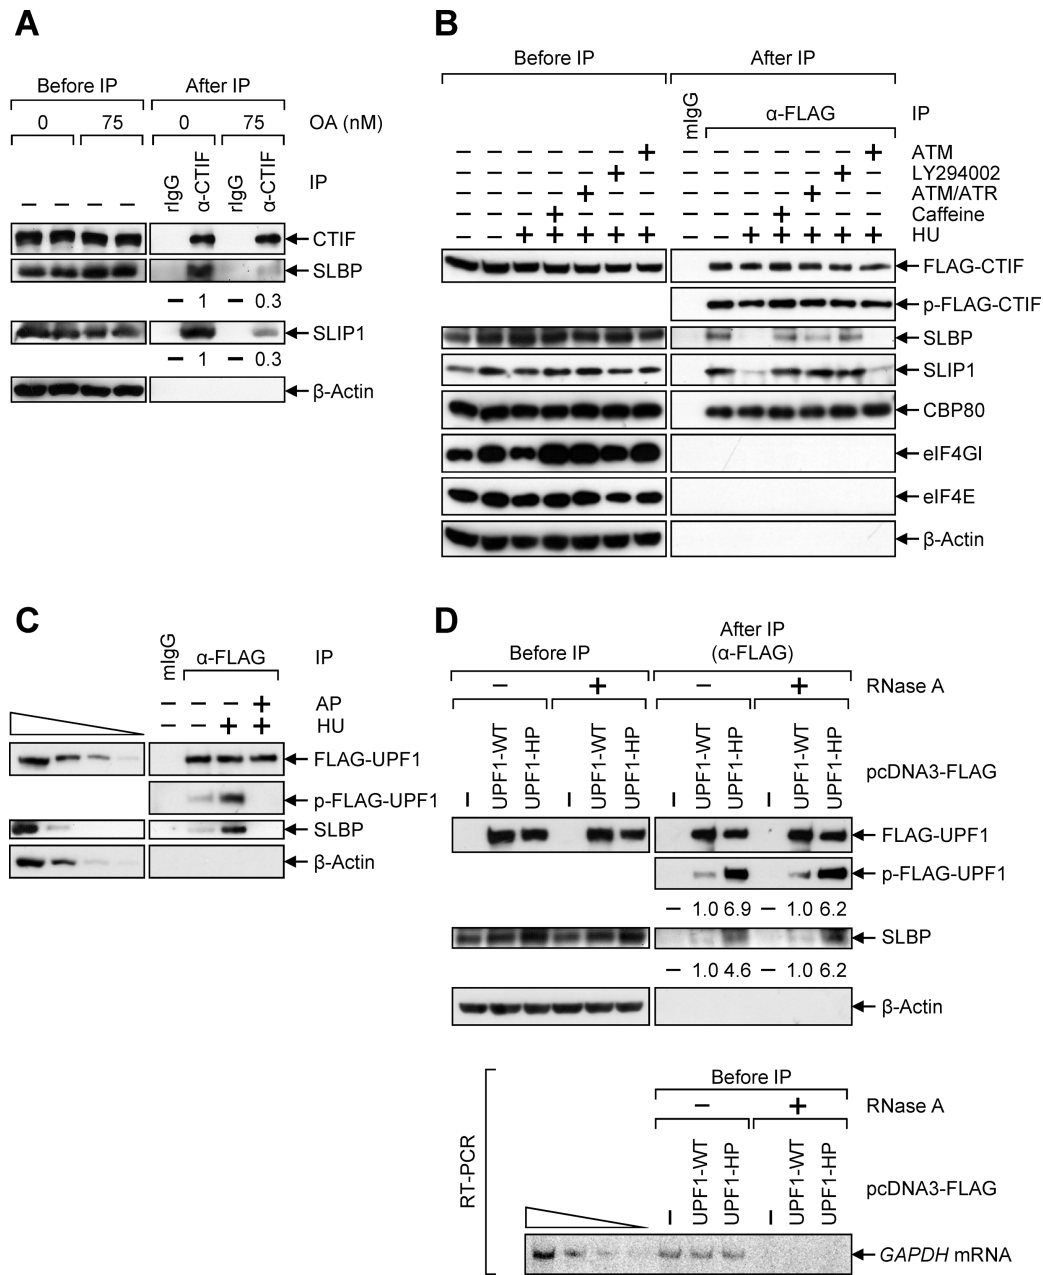 A
Before IP After IP
0 75 0 75 OA (nM)
– – – – rIgG α-CTIF rIgG α-CTIF IP
CTIF
SLBP
– 1 – 0.3
SLIP1
– 1 – 0.3
β-Actin
B
Before IP After IP
mIgG α-FLAG IP
– – – – – – + – – – – – – + ATM
– – – – – + – – – – – – + – LY294002
– – – – + – – – – – – + – – ATM/ATR
– – – + – – – – – – + – – – Caffeine
– – + + + + + – – + + + + + HU
FLAG-CTIF
p-FLAG-CTIF
SLBP
SLIP1
CBP80
eIF4GI
eIF4E
β-Actin
C
mIgG α-FLAG IP
– – – + AP
– – + + HU
FLAG-UPF1
p-FLAG-UPF1
SLBP
β-Actin
D
Before IP After IP
(α-FLAG)
– + – + RNase A
– UPF1-WT UPF1-HP – UPF1-WT UPF1-HP – UPF1-WT UPF1-HP – UPF1-WT UPF1-HP pcDNA3-FLAG
FLAG-UPF1
p-FLAG-UPF1
– 1.0 6.9 – 1.0 6.2
SLBP
– 1.0 4.6 – 1.0 6.2
β-Actin
RT-PCR
Before IP
– + RNase A
– UPF1-WT UPF1-HP – UPF1-WT UPF1-HP pcDNA3-FLAG
GAPDH mRNA